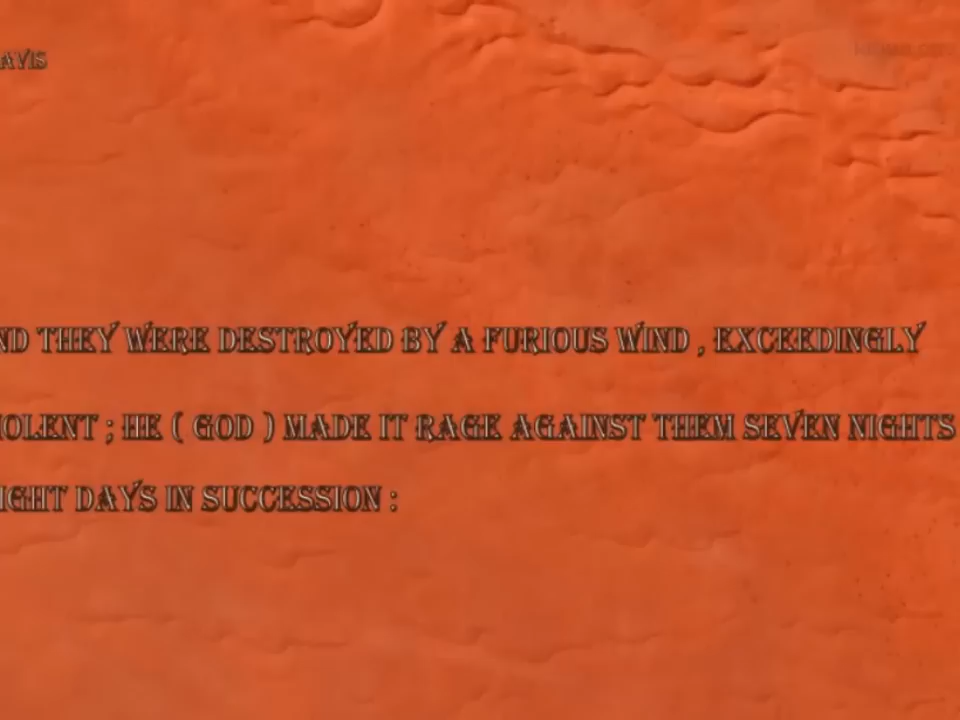 AVIS
ND THEY WERE DESTROYED BY A FURIOUS WIND , EXCEEDINGLY
IOLENT ; HE ( GOD ) MADE IT RAGE AGAINST THEM SEVEN NIGHTS
IGHT DAYS IN SUCCESSION :